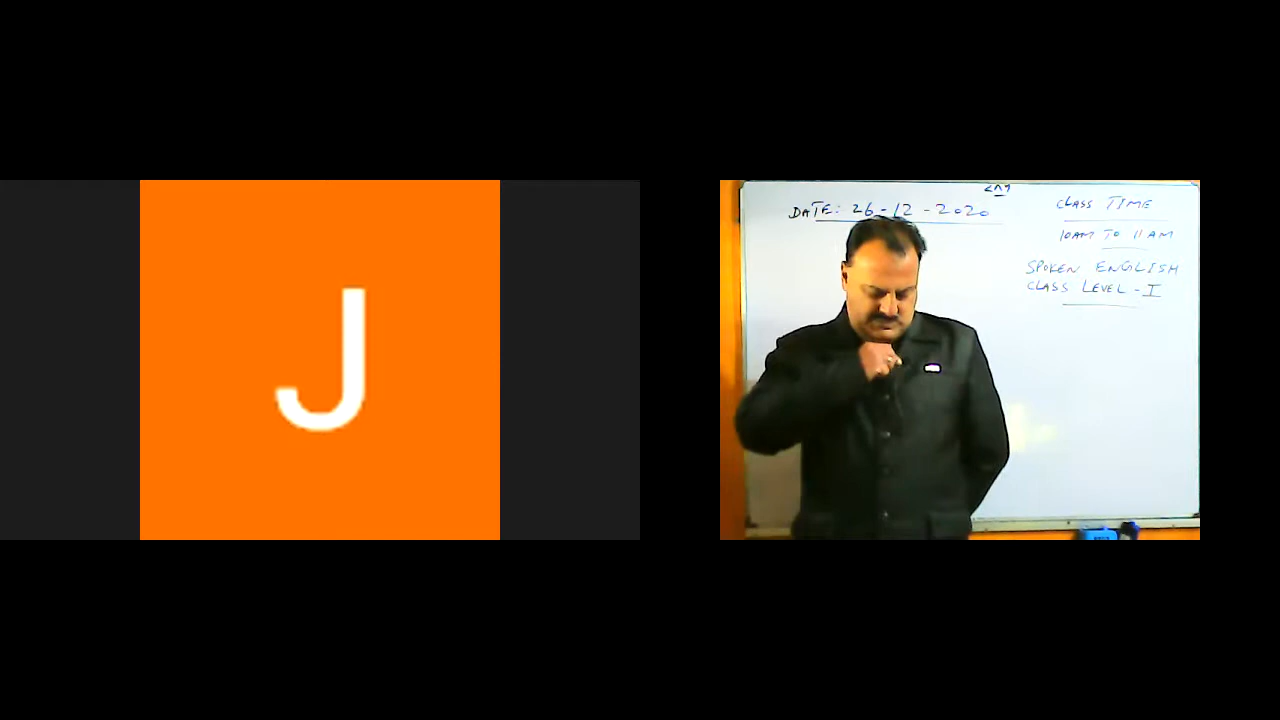 J
DATE: 26-12-2020
CLASS TIME
10AM TO 11AM
SPOKEN ENGLISH
CLASS LEVEL - I